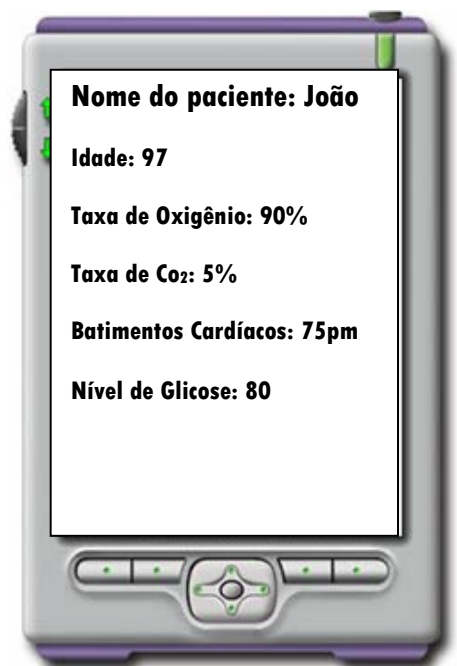 Nome do paciente: João
Idade: 97
Taxa de Oxigênio: 90%
Taxa de Co₂: 5%
Batimentos Cardíacos: 75pm
Nível de Glicose: 80